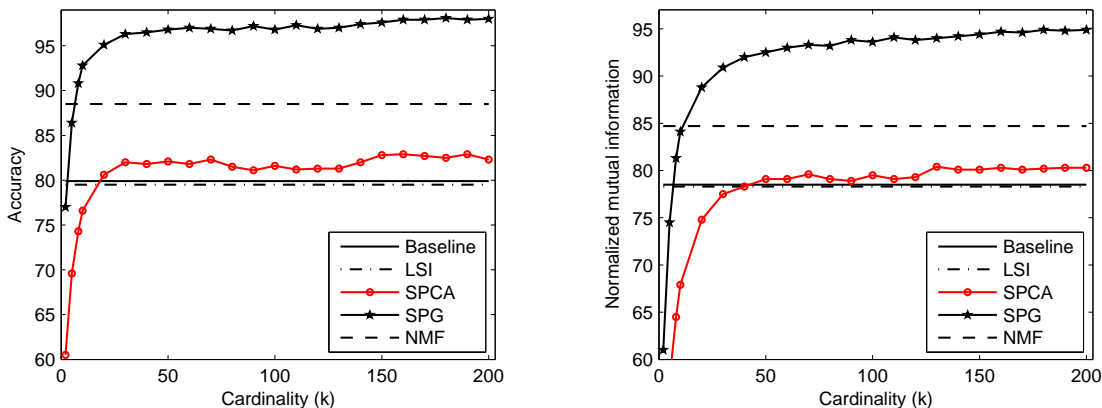 Accuracy
95
90
85
80
75
70
65
60
0
50
100
150
200
Cardinality (k)
Baseline
LSI
SPCA
SPG
NMF
Normalized mutual information
95
90
85
80
75
70
65
60
0
50
100
150
200
Cardinality (k)
Baseline
LSI
SPCA
SPG
NMF